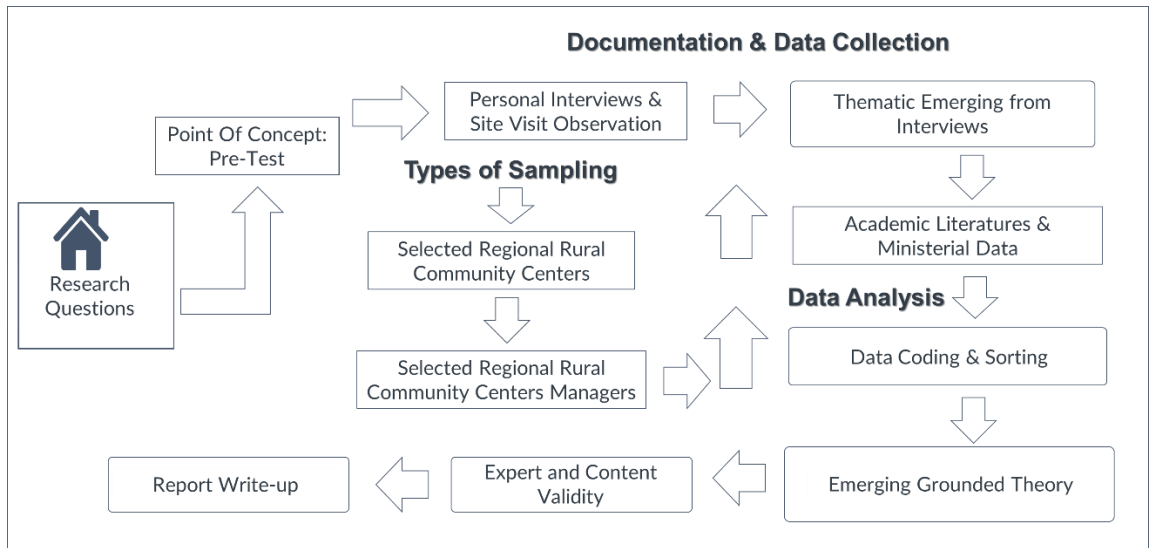 Documentation & Data Collection
Personal Interviews &
Site Visit Observation
Thematic Emerging from
Interviews
Point Of Concept:
Pre-Test
Types of Sampling
Research
Questions
Selected Regional Rural
Community Centers
Academic Literatures &
Ministerial Data
Data Analysis
Selected Regional Rural
Community Centers Managers
Data Coding & Sorting
Report Write-up
Expert and Content
Validity
Emerging Grounded Theory